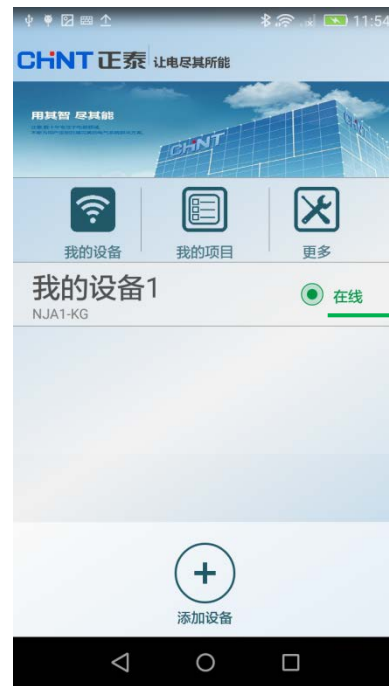 11:54
CHNT 正泰 让电尽其所能
用其智 尽其能
CHNT
我的设备
我的项目
更多
我的设备1
NJA1-KG
在线
添加设备